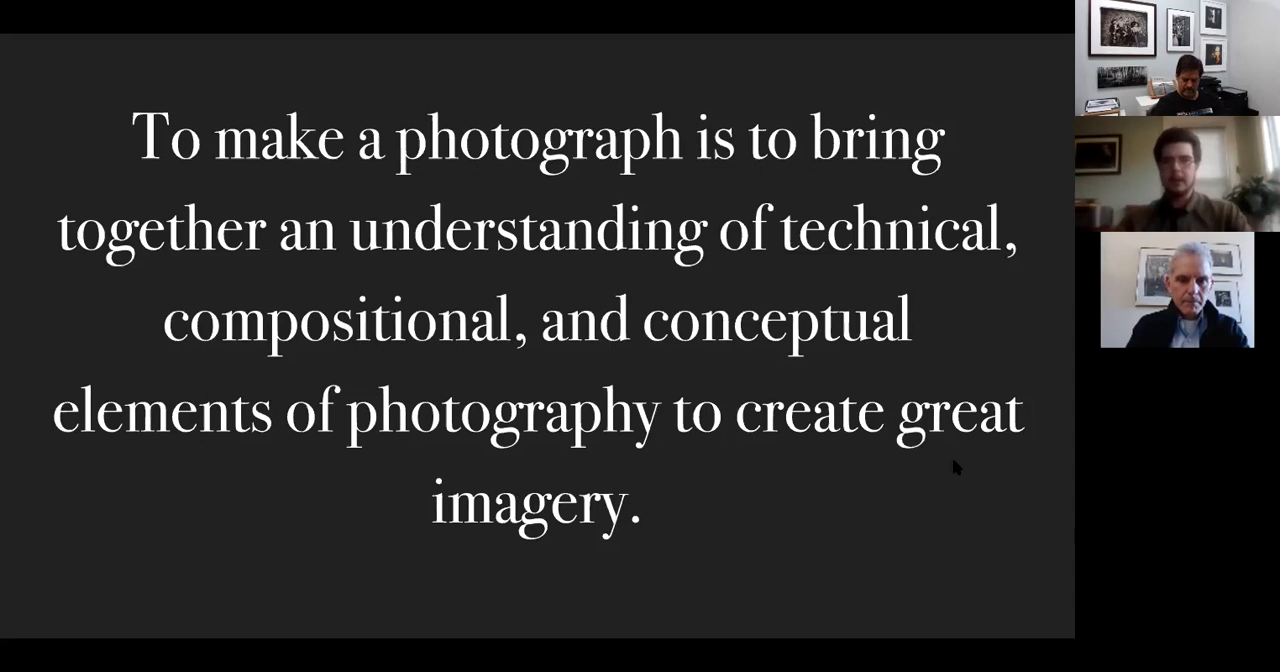 To make a photograph is to bring
together an understanding of technical,
compositional, and conceptual
elements of photography to create great
imagery.